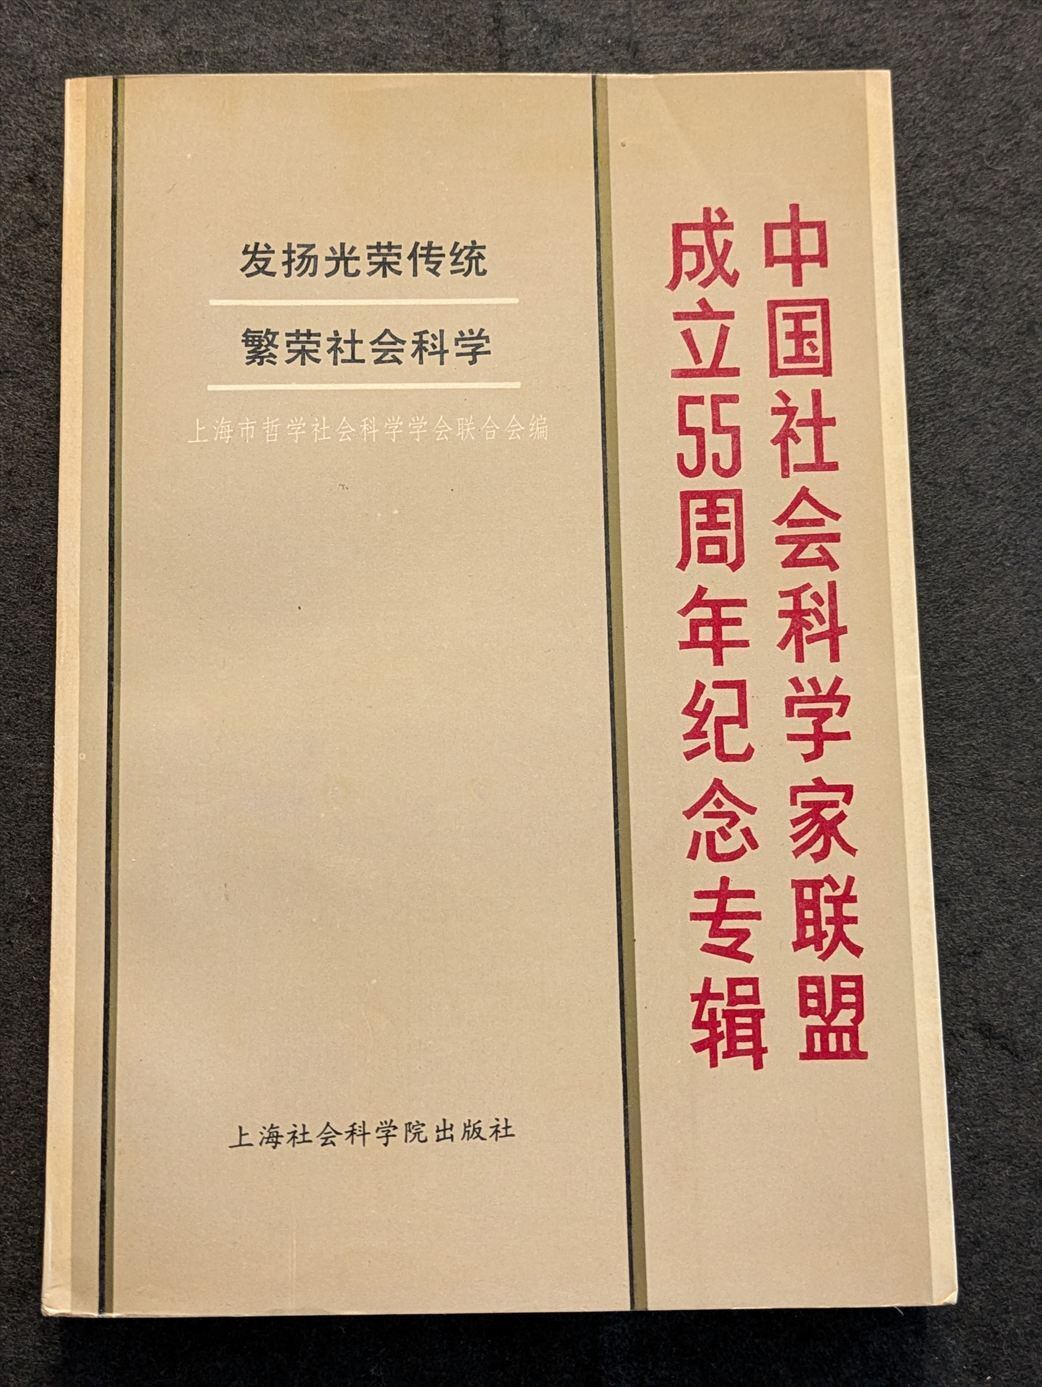 中国社会科学家联盟
成立55周年纪念专辑
发扬光荣传统
繁荣社会科学
上海市哲学社会科学学会联合会编
上海社会科学院出版社